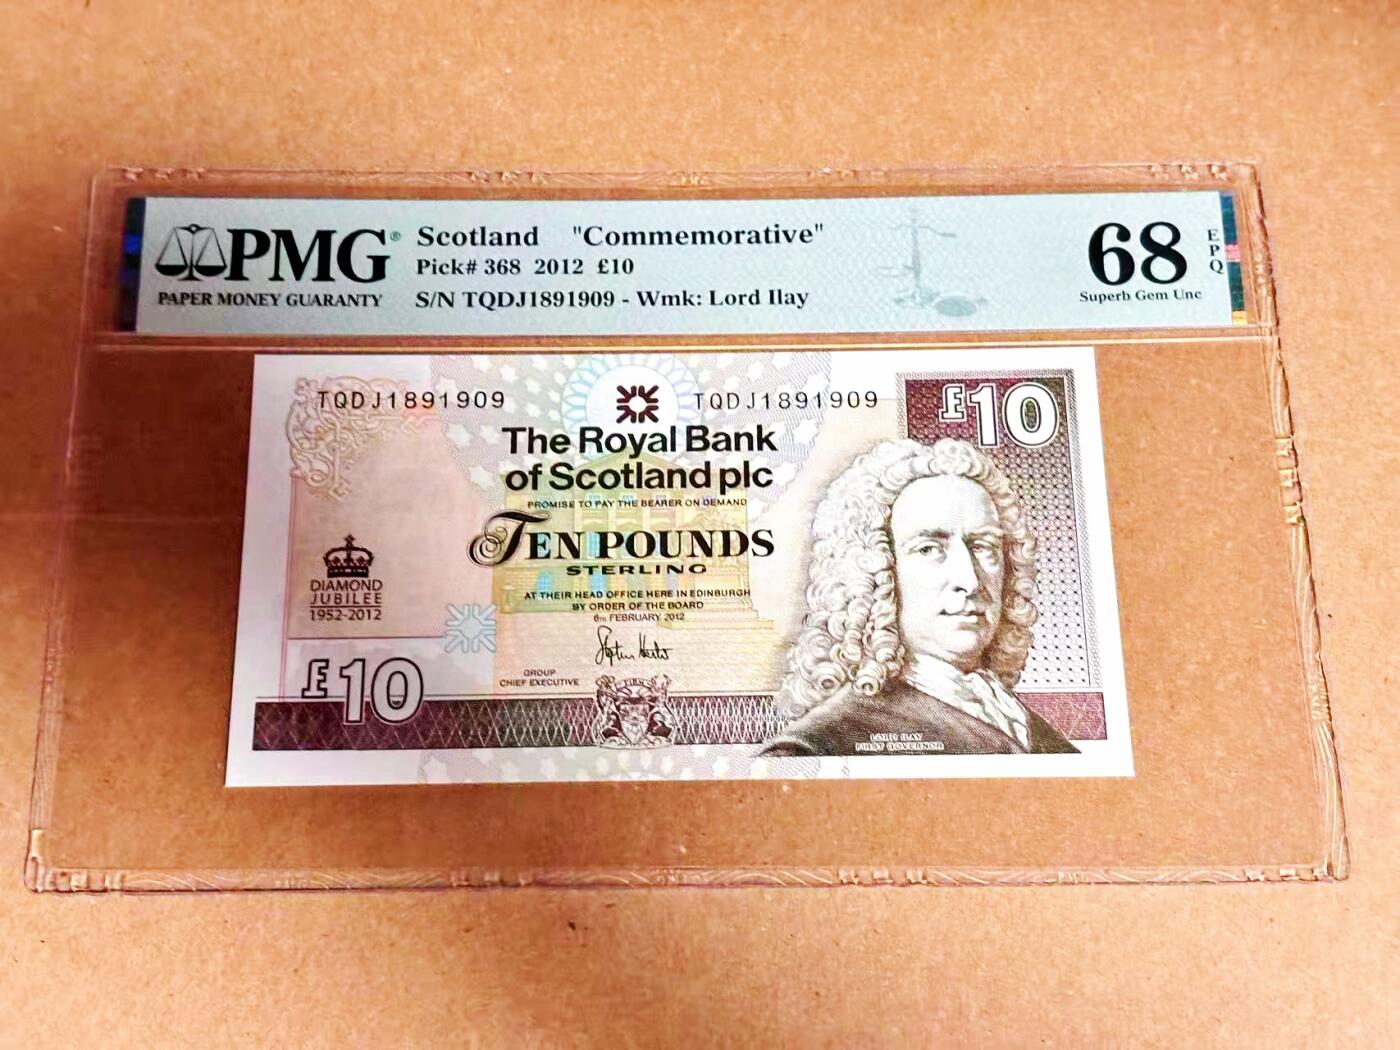 PMG®
PAPER MONEY GUARANTY
Scotland "Commemorative"
Pick# 368 2012 £10
S/N TQDJ1891909 - Wmk: Lord Ilay
68
EPQ
Superb Gem Unc
TQDJ1891909
TQDJ1891909
£10
The Royal Bank
of Scotland plc
PROMISE TO PAY THE BEARER ON DEMAND
TEN POUNDS
STERLING
AT THEIR HEAD OFFICE HERE IN EDINBURGH
BY ORDER OF THE BOARD
6TH FEBRUARY 2012
DIAMOND
JUBILEE
1952-2012
GROUP
CHIEF EXECUTIVE
£10
LORD ILAY
FIRST GOVERNOR